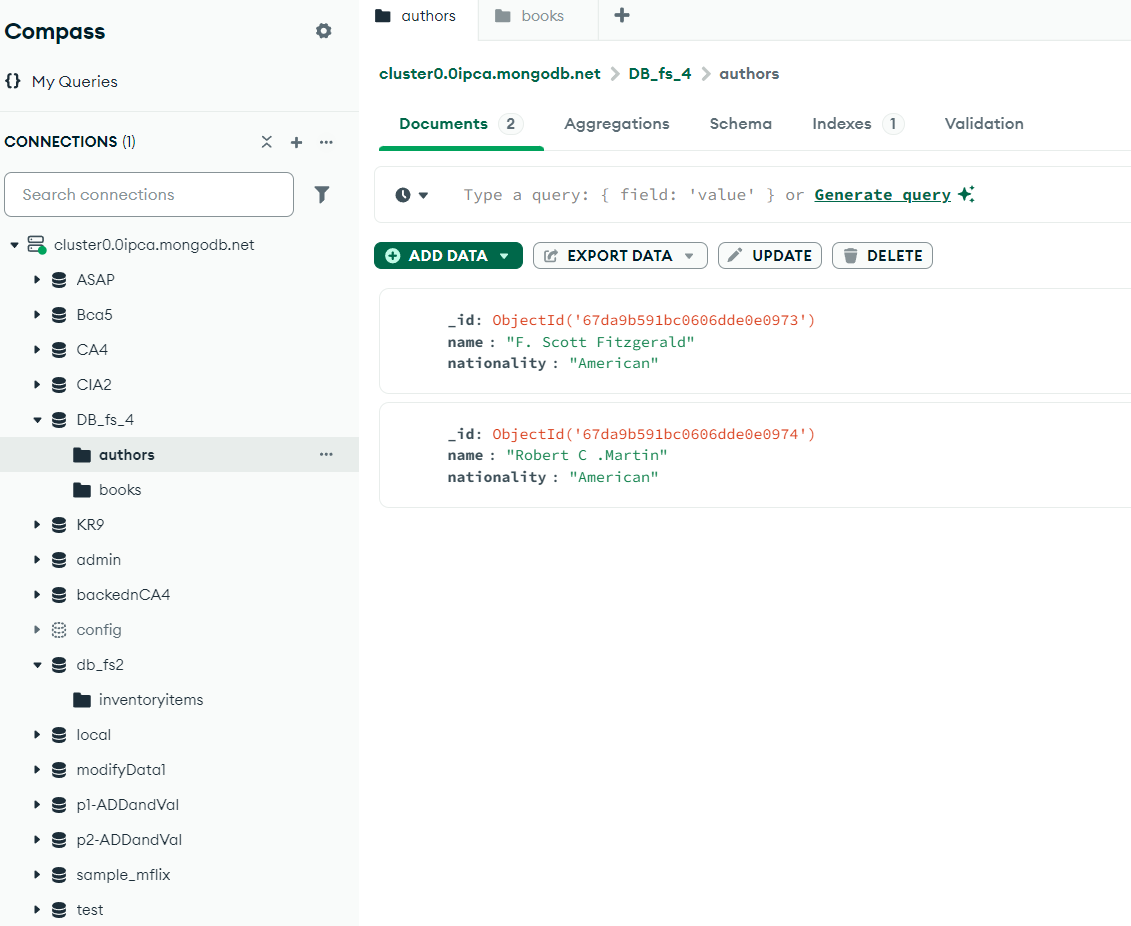 Compass
{} My Queries
CONNECTIONS (1)
Search connections
cluster0.0ipca.mongodb.net
ASAP
Bca5
CA4
CIA2
DB_fs_4
authors
books
KR9
admin
backednCA4
config
db_fs2
inventoryitems
local
modifyData1
p1-ADDandVal
p2-ADDandVal
sample_mflix
test
authors books
cluster0.0ipca.mongodb.net > DB_fs_4 > authors
Documents 2 Aggregations Schema Indexes 1 Validation
Type a query: { field: 'value' } or Generate query
ADD DATA EXPORT DATA UPDATE DELETE
_id: ObjectId('67da9b591bc0606dde0e0973')
name : "F. Scott Fitzgerald"
nationality : "American"
_id: ObjectId('67da9b591bc0606dde0e0974')
name : "Robert C .Martin"
nationality : "American"